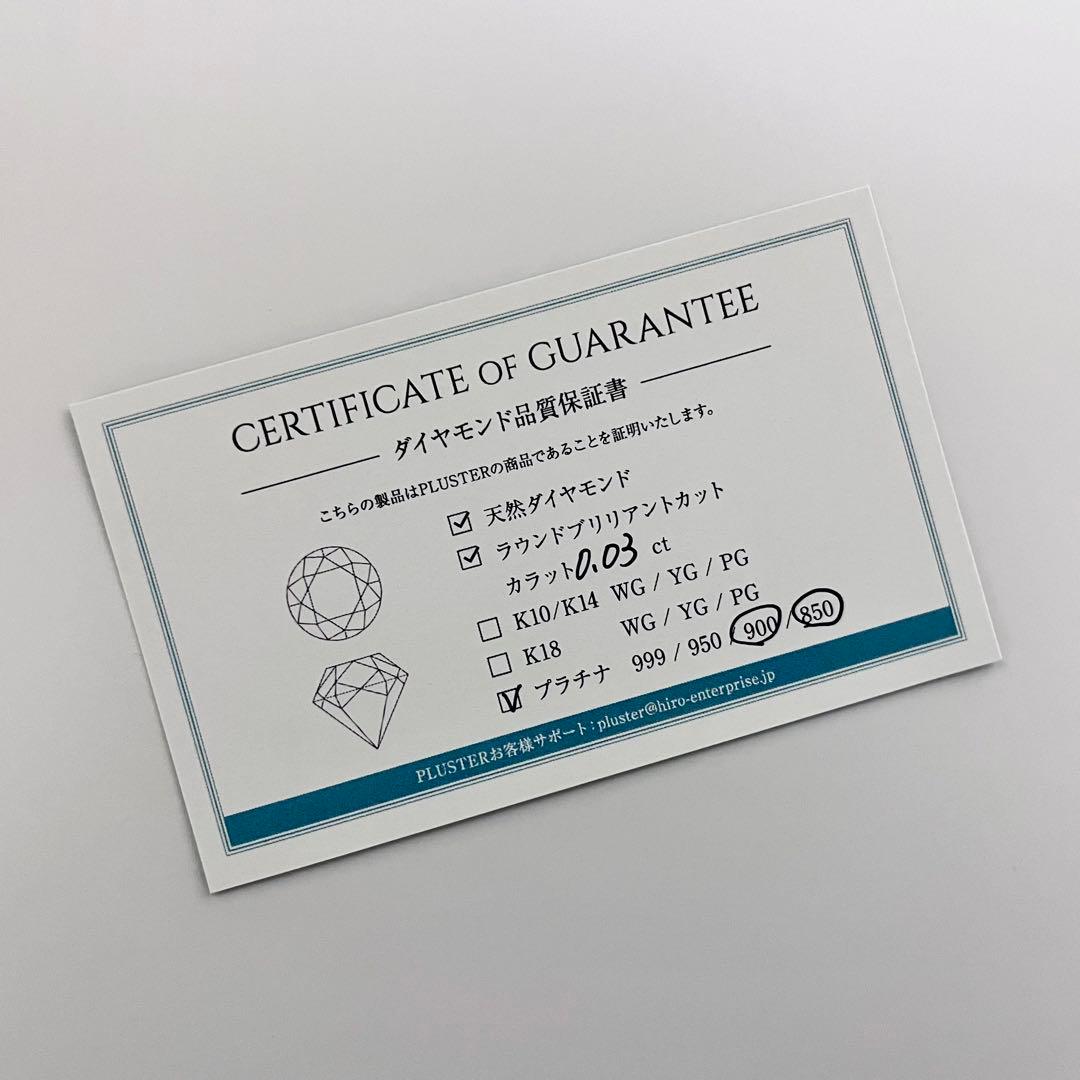 CERTIFICATE OF GUARANTEE
ダイヤモンド品質保証書
こちらの製品はPLUSTERの商品であることを証明いたします。
天然ダイヤモンド
ラウンドブリリアントカット
カラット0.03 ct
K10/K14 WG / YG / PG
K18 WG / YG / PG
プラチナ 999 / 950 / 900 / 850
PLUSTERお客様サポート：pluster@hiro-enterprise.jp